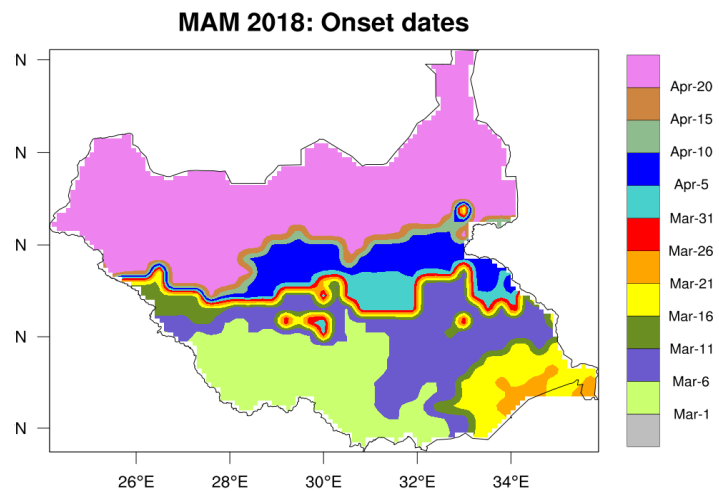 MAM 2018: Onset dates
N
N
N
N
N
26°E
28°E
30°E
32°E
34°E
Apr-20
Apr-15
Apr-10
Apr-5
Mar-31
Mar-26
Mar-21
Mar-16
Mar-11
Mar-6
Mar-1